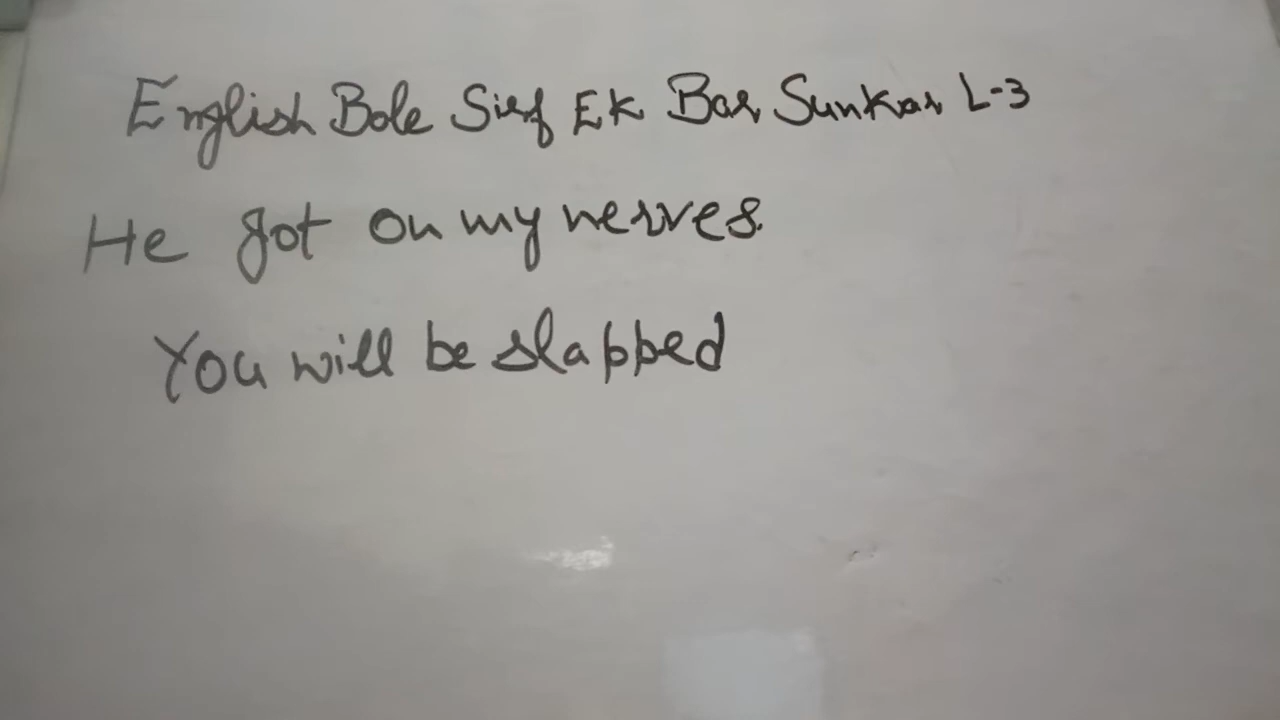 English Bole Sirf Ek Bar Sunkar L-3
He got on my nerves.
You will be slapped